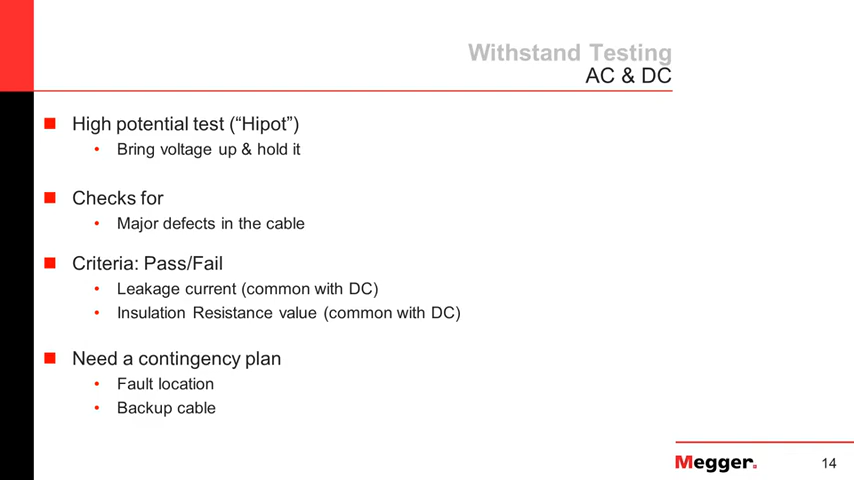 Withstand Testing
AC & DC
High potential test (“Hipot”)
Bring voltage up & hold it
Checks for
Major defects in the cable
Criteria: Pass/Fail
Leakage current (common with DC)
Insulation Resistance value (common with DC)
Need a contingency plan
Fault location
Backup cable
Megger.
14